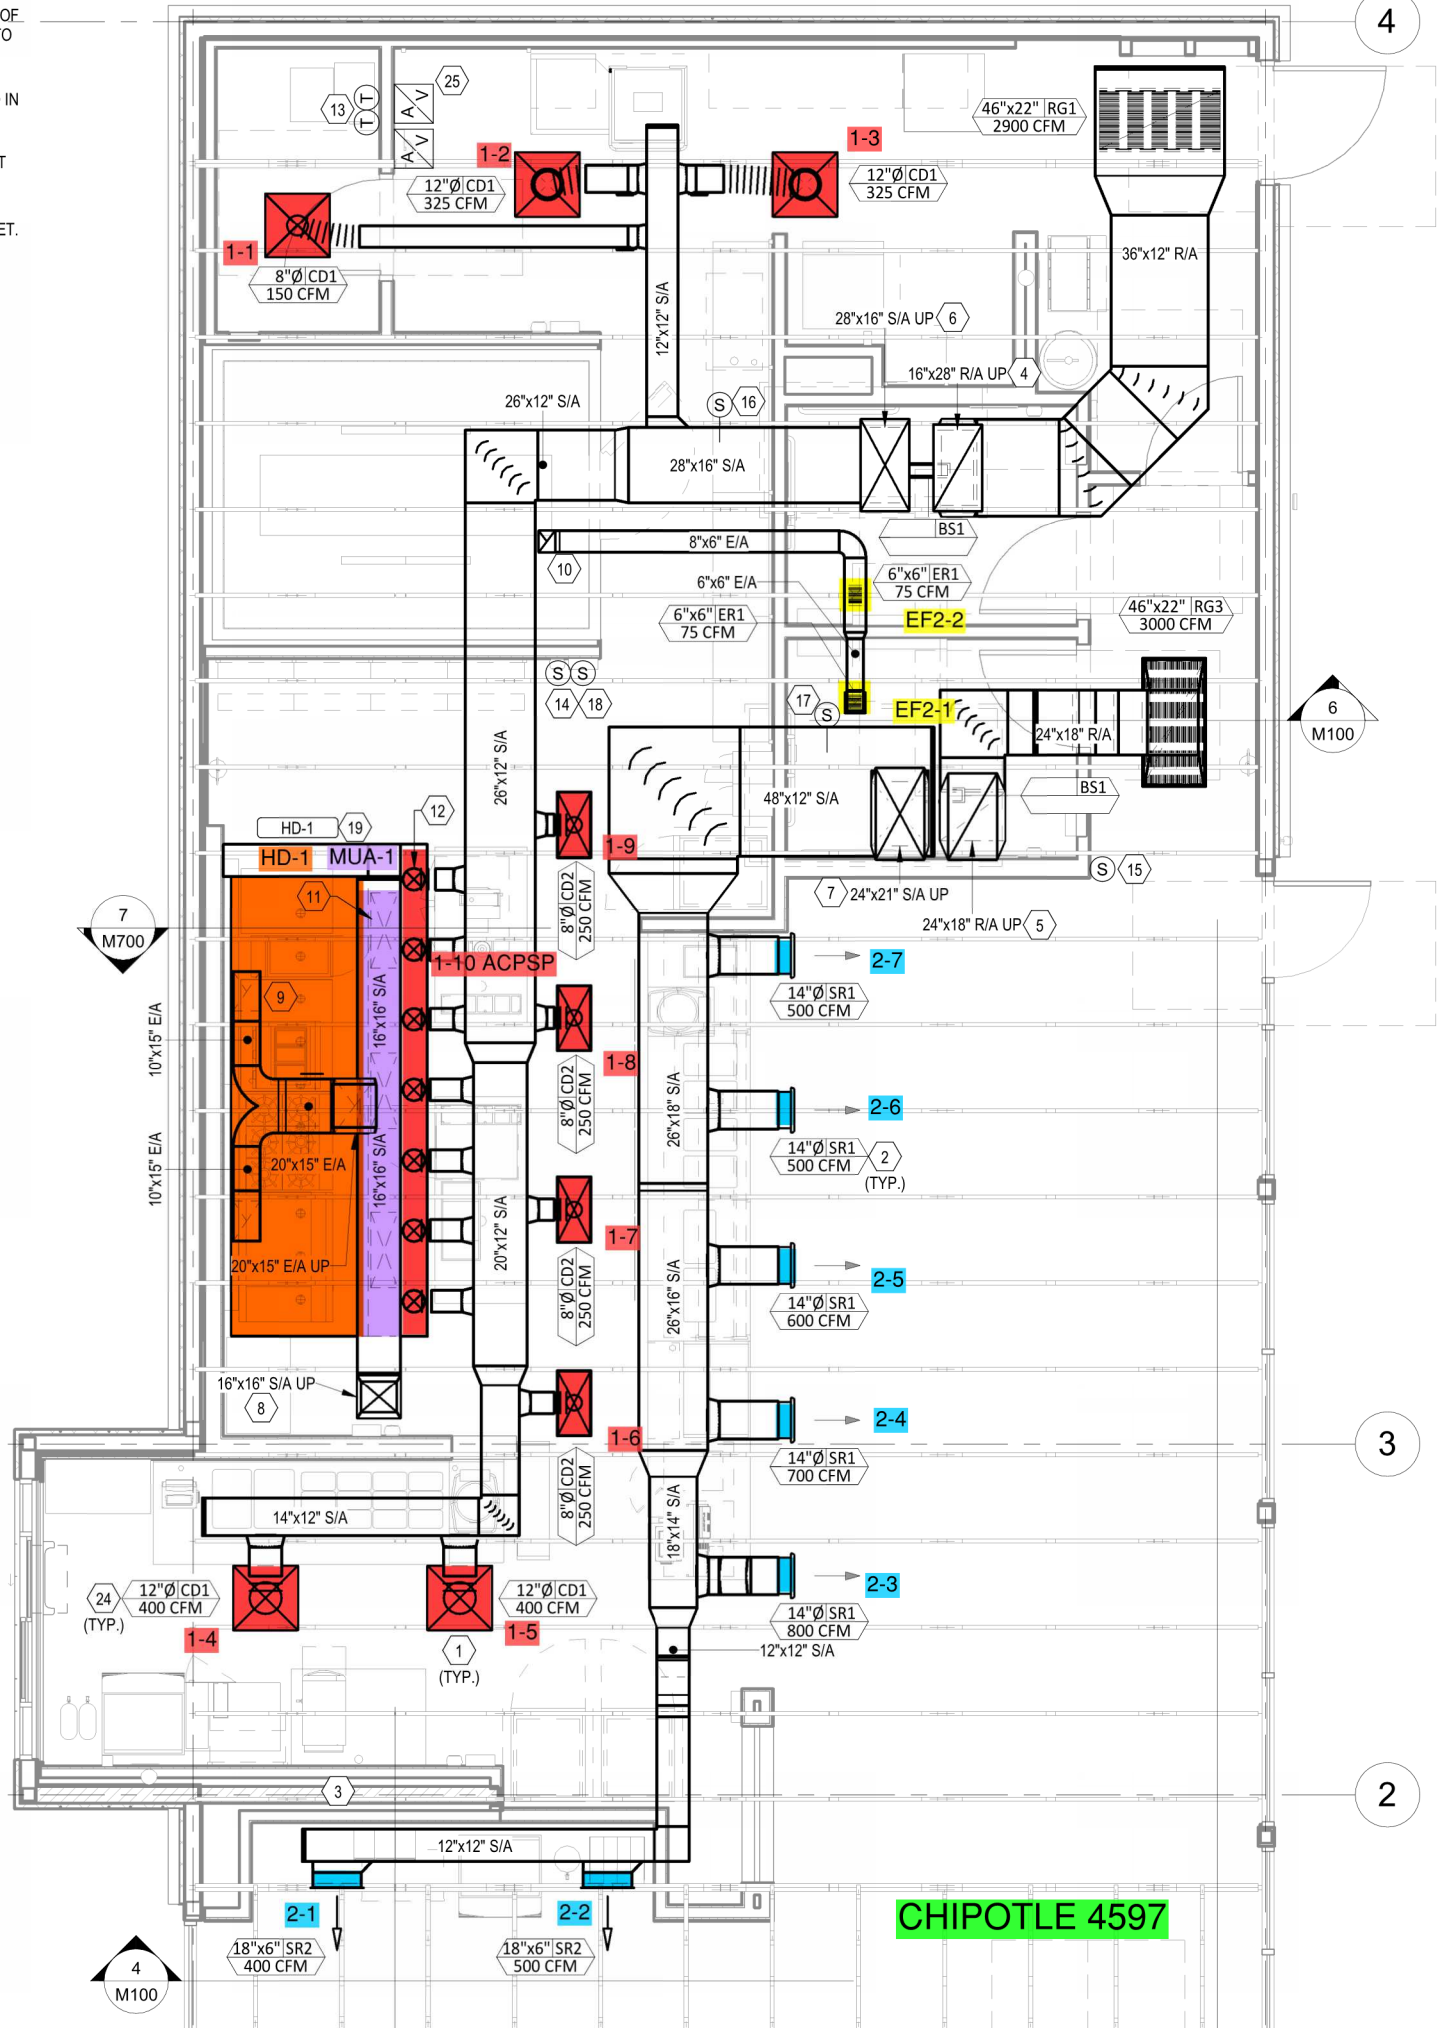 OF
TO
IN
T
ET.
4
13
T
T
A/V
A/V
25
46"x22" RG1
2900 CFM
1-2
12"Ø CD1
325 CFM
1-3
12"Ø CD1
325 CFM
1-1
8"Ø CD1
150 CFM
36"x12" R/A
12"x12" S/A
28"x16" S/A UP
6
16"x28" R/A UP
4
26"x12" S/A
S
16
28"x16" S/A
BS1
8"x6" E/A
10
6"x6" E/A
6"x6" ER1
75 CFM
6"x6" ER1
75 CFM
EF2-2
46"x22" RG3
3000 CFM
S
S
14
18
17
S
EF2-1
24"x18" R/A
6
M100
26"x12" S/A
48"x12" S/A
BS1
HD-1
19
12
HD-1
MUA-1
1-9
8"Ø CD2
250 CFM
7
24"x21" S/A UP
S
15
24"x18" R/A UP
5
7
M700
11
1-10 ACPSP
2-7
14"Ø SR1
500 CFM
9
16"x16" S/A
10"x15" E/A
1-8
8"Ø CD2
250 CFM
26"x18" S/A
2-6
14"Ø SR1
500 CFM
2
(TYP.)
20"x15" E/A
10"x15" E/A
16"x16" S/A
20"x12" S/A
1-7
8"Ø CD2
250 CFM
20"x15" E/A UP
26"x16" S/A
2-5
14"Ø SR1
600 CFM
16"x16" S/A UP
8
1-6
8"Ø CD2
250 CFM
2-4
14"Ø SR1
700 CFM
3
14"x12" S/A
18"x14" S/A
24
(TYP.)
12"Ø CD1
400 CFM
12"Ø CD1
400 CFM
2-3
14"Ø SR1
800 CFM
1-4
1-5
1
(TYP.)
12"x12" S/A
3
2
12"x12" S/A
2-1
18"x6" SR2
400 CFM
2-2
18"x6" SR2
500 CFM
CHIPOTLE 4597
4
M100